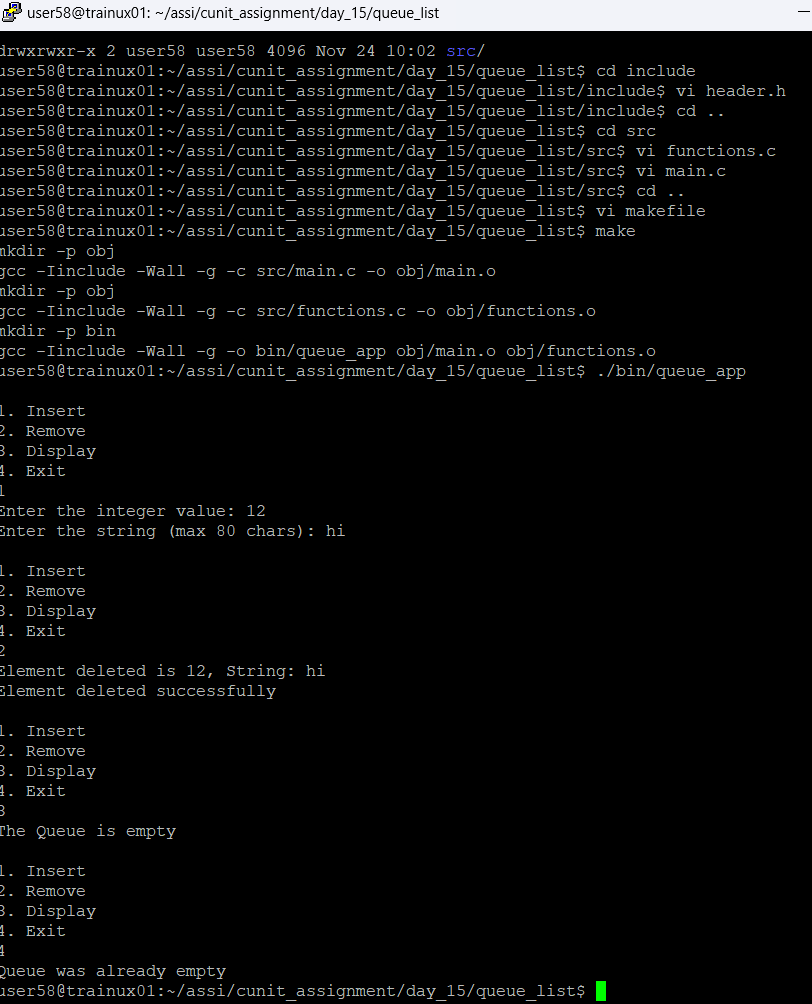 user58@trainux01: ~/assi/cunit_assignment/day_15/queue_list
drwxrwxr-x 2 user58 user58 4096 Nov 24 10:02 src/
user58@trainux01:~/assi/cunit_assignment/day_15/queue_list$ cd include
user58@trainux01:~/assi/cunit_assignment/day_15/queue_list/include$ vi header.h
user58@trainux01:~/assi/cunit_assignment/day_15/queue_list/include$ cd ..
user58@trainux01:~/assi/cunit_assignment/day_15/queue_list$ cd src
user58@trainux01:~/assi/cunit_assignment/day_15/queue_list/src$ vi functions.c
user58@trainux01:~/assi/cunit_assignment/day_15/queue_list/src$ vi main.c
user58@trainux01:~/assi/cunit_assignment/day_15/queue_list/src$ cd ..
user58@trainux01:~/assi/cunit_assignment/day_15/queue_list$ vi makefile
user58@trainux01:~/assi/cunit_assignment/day_15/queue_list$ make
mkdir -p obj
gcc -Iinclude -Wall -g -c src/main.c -o obj/main.o
mkdir -p obj
gcc -Iinclude -Wall -g -c src/functions.c -o obj/functions.o
mkdir -p bin
gcc -Iinclude -Wall -g -o bin/queue_app obj/main.o obj/functions.o
user58@trainux01:~/assi/cunit_assignment/day_15/queue_list$ ./bin/queue_app
1. Insert
2. Remove
3. Display
4. Exit
1
Enter the integer value: 12
Enter the string (max 80 chars): hi
1. Insert
2. Remove
3. Display
4. Exit
2
Element deleted is 12, String: hi
Element deleted successfully
1. Insert
2. Remove
3. Display
4. Exit
3
The Queue is empty
1. Insert
2. Remove
3. Display
4. Exit
4
Queue was already empty
user58@trainux01:~/assi/cunit_assignment/day_15/queue_list$